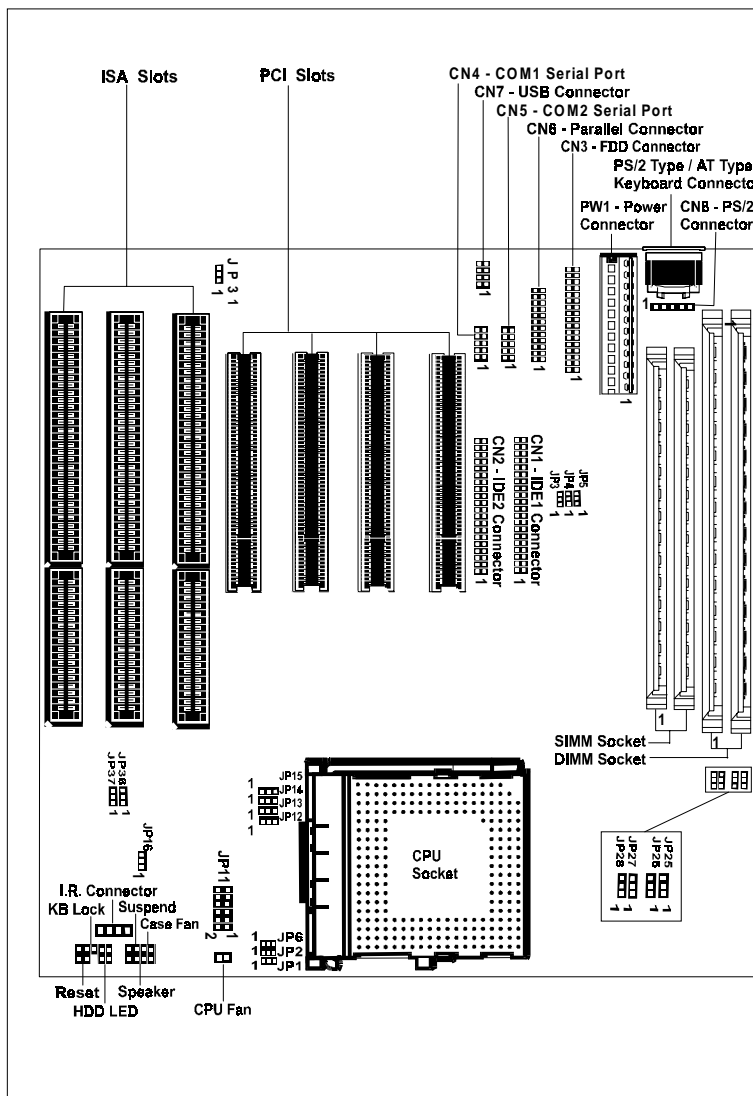 ISA Slots
PCI Slots
CN4 - COM1 Serial Port
CN7 - USB Connector
CN5 - COM2 Serial Port
CN6 - Parallel Connector
CN3 - FDD Connector
PS/2 Type / AT Type
Keyboard Connecto
PW1 - Power
Connector
CN8 - PS/2
Connector
JP31
1
1
1
1
1
1
1
CN2 - IDE2 Connector
1
CN1 - IDE1 Connector
1
JP3
JP4
JP5
1
1
1
SIMM Socket
1
DIMM Socket
JP37
JP38
1
1
JP16
1
JP15
1
JP14
JP13
JP12
1
CPU
Socket
JP28
JP27
JP26
JP25
1
1
1
1
JP11
2
1
I.R. Connector
KB Lock
Suspend
Case Fan
1
JP6
1
JP2
1
JP1
Reset
Speaker
HDD LED
CPU Fan